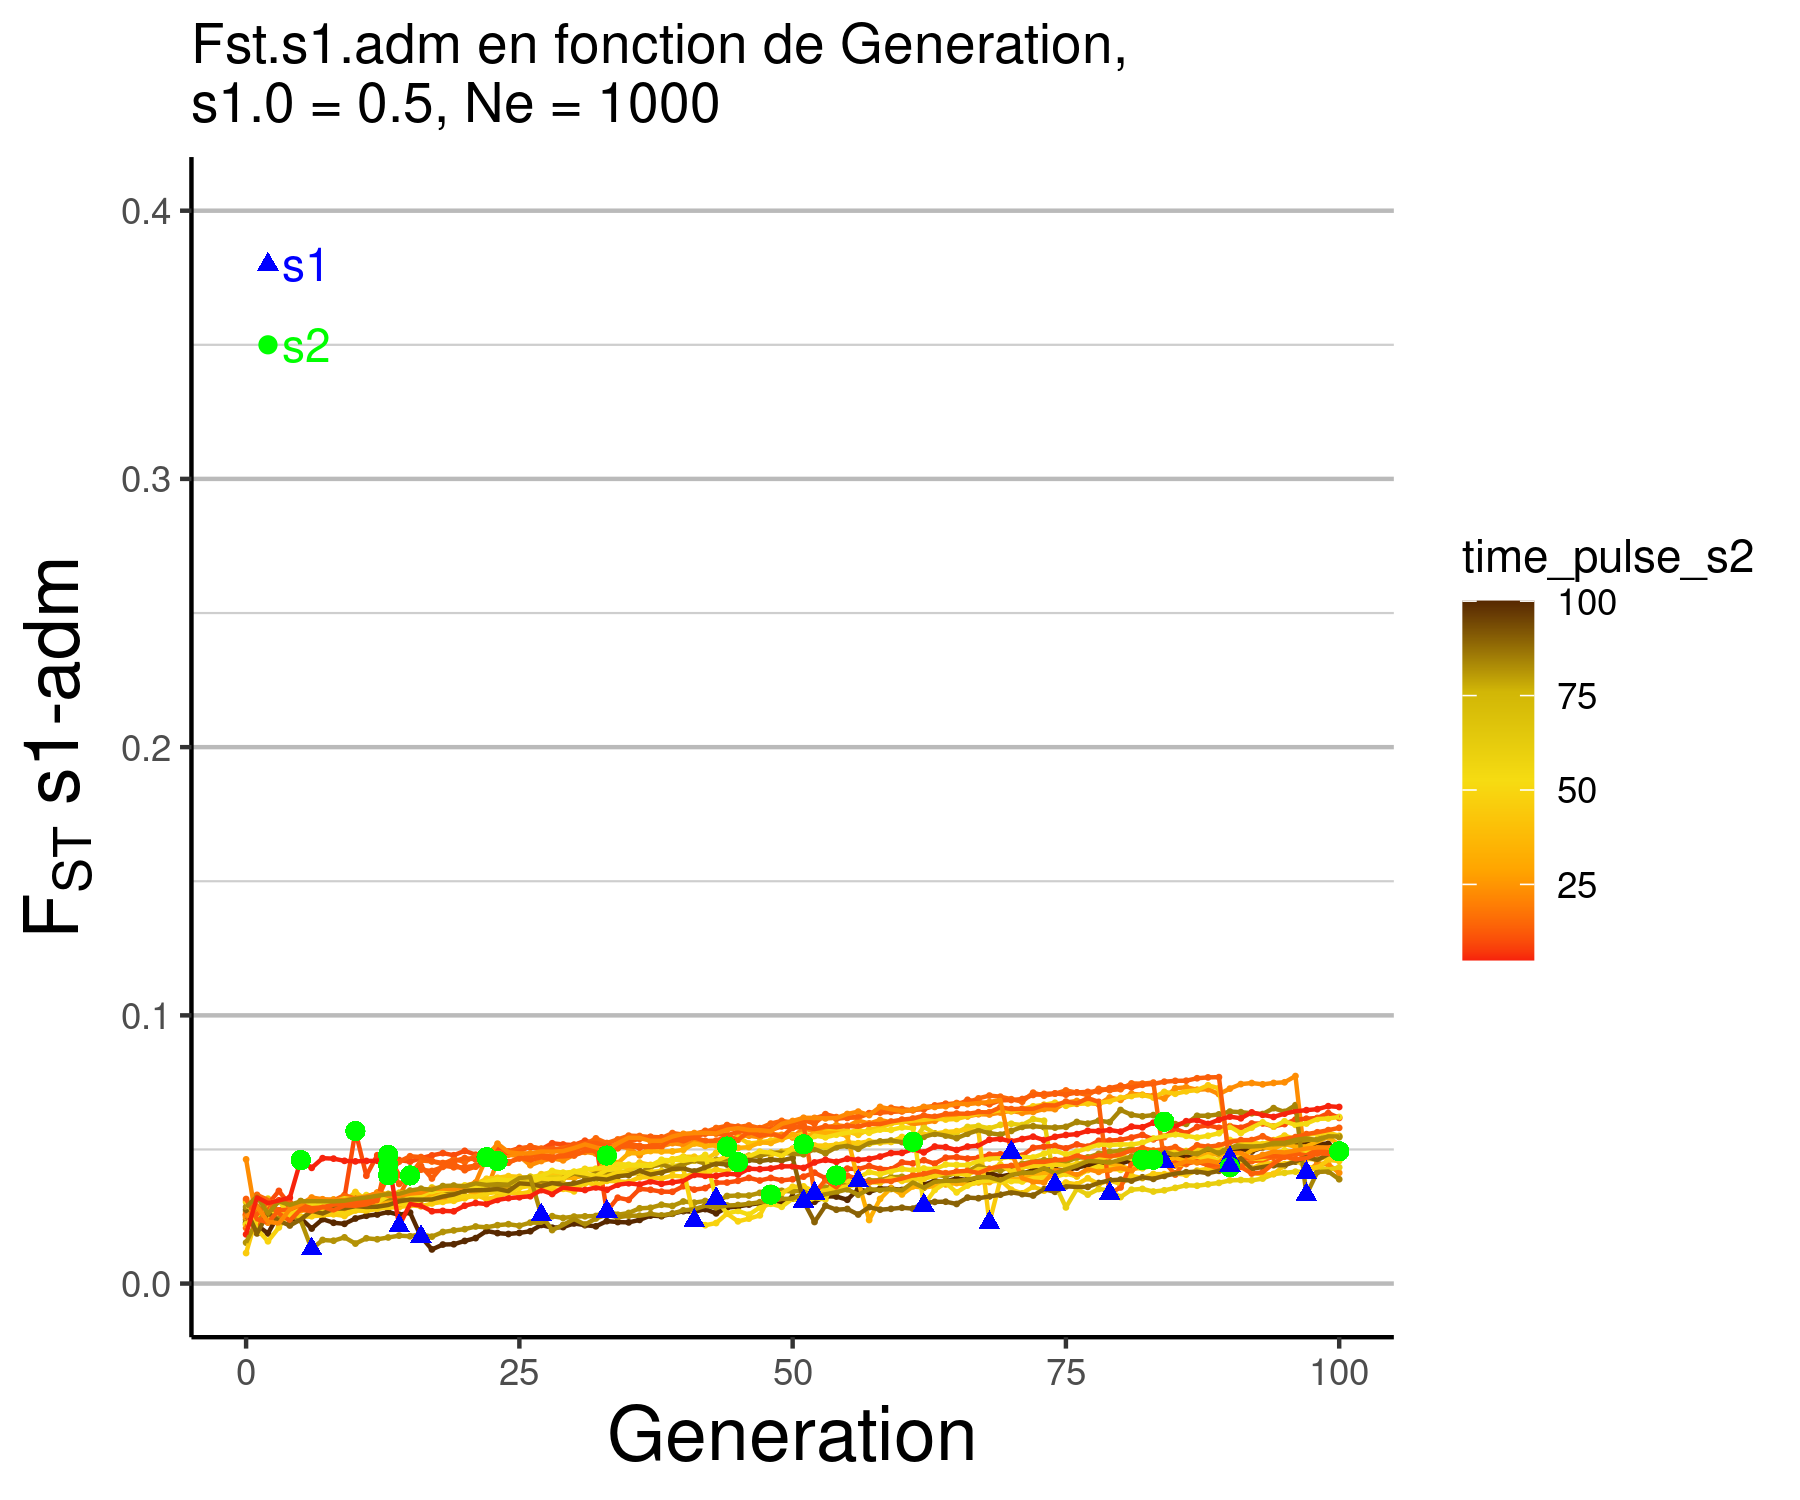 Fst.s1.adm en fonction de Generation,
s1.0 = 0.5, Ne = 1000
0.4
s1
s2
0.3
0.2
0.1
0.0
FST s1-adm
0
25
50
75
100
Generation
time_pulse_s2
100
75
50
25